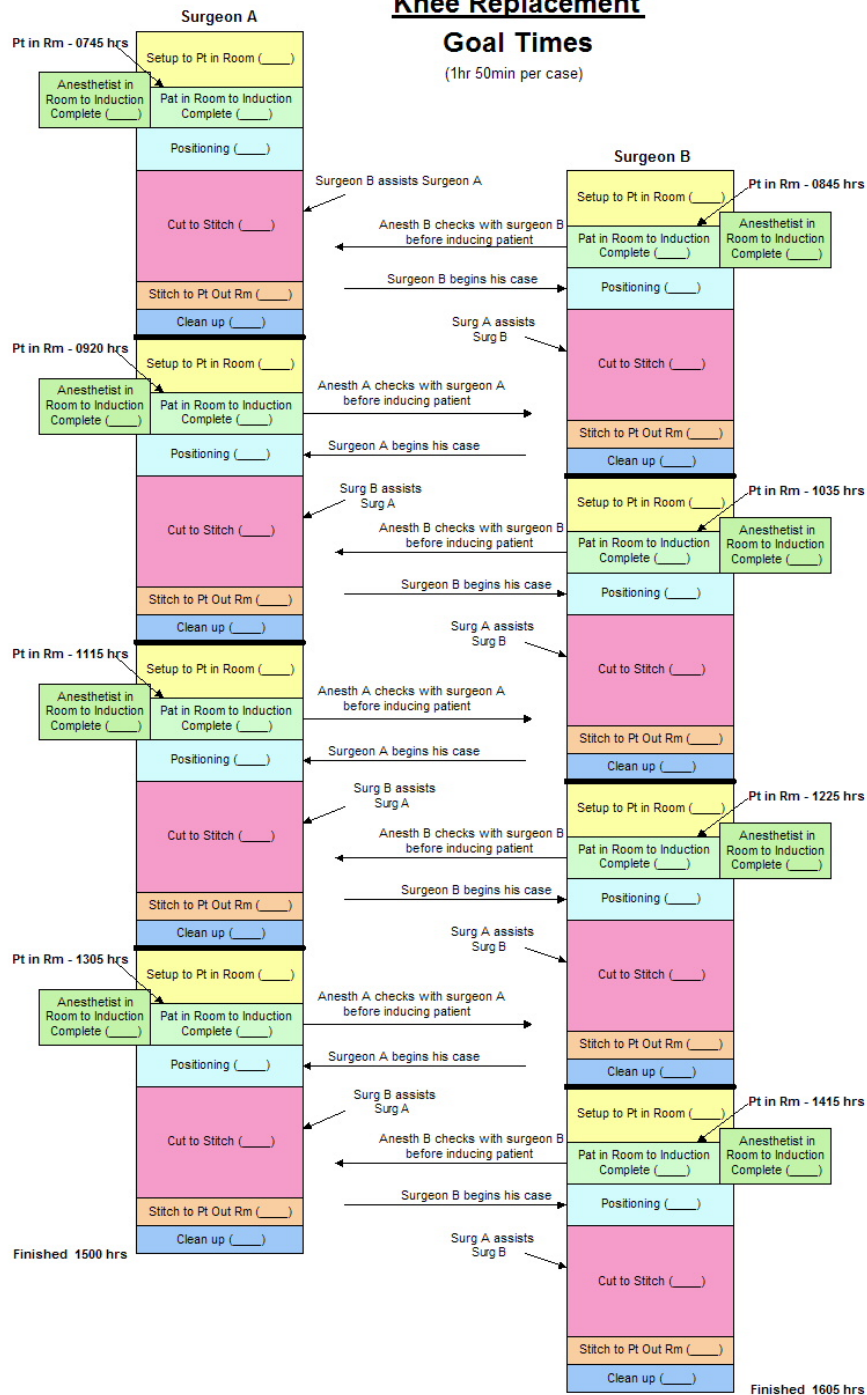 Knee Replacement
Goal Times
(1hr 50min per case)
Surgeon A
Pt in Rm - 0745 hrs
Setup to Pt in Room (____)
Anesthetist in
Room to Induction
Complete (____)
Pat in Room to Induction
Complete (____)
Positioning (____)
Surgeon B assists Surgeon A
Cut to Stitch (____)
Stitch to Pt Out Rm (____)
Clean up (____)
Surgeon B
Setup to Pt in Room (____)
Pt in Rm - 0845 hrs
Anesth B checks with surgeon B
before inducing patient
Pat in Room to Induction
Complete (____)
Anesthetist in
Room to Induction
Complete (____)
Surgeon B begins his case
Positioning (____)
Surg A assists
Surg B
Cut to Stitch (____)
Stitch to Pt Out Rm (____)
Clean up (____)
Pt in Rm - 0920 hrs
Setup to Pt in Room (____)
Anesthetist in
Room to Induction
Complete (____)
Pat in Room to Induction
Complete (____)
Anesth A checks with surgeon A
before inducing patient
Positioning (____)
Surgeon A begins his case
Surg B assists
Surg A
Cut to Stitch (____)
Stitch to Pt Out Rm (____)
Clean up (____)
Setup to Pt in Room (____)
Pt in Rm - 1035 hrs
Anesth B checks with surgeon B
before inducing patient
Pat in Room to Induction
Complete (____)
Anesthetist in
Room to Induction
Complete (____)
Surgeon B begins his case
Positioning (____)
Surg A assists
Surg B
Cut to Stitch (____)
Stitch to Pt Out Rm (____)
Clean up (____)
Pt in Rm - 1115 hrs
Setup to Pt in Room (____)
Anesthetist in
Room to Induction
Complete (____)
Pat in Room to Induction
Complete (____)
Anesth A checks with surgeon A
before inducing patient
Positioning (____)
Surgeon A begins his case
Surg B assists
Surg A
Cut to Stitch (____)
Stitch to Pt Out Rm (____)
Clean up (____)
Setup to Pt in Room (____)
Pt in Rm - 1225 hrs
Anesth B checks with surgeon B
before inducing patient
Pat in Room to Induction
Complete (____)
Anesthetist in
Room to Induction
Complete (____)
Surgeon B begins his case
Positioning (____)
Surg A assists
Surg B
Cut to Stitch (____)
Stitch to Pt Out Rm (____)
Clean up (____)
Pt in Rm - 1305 hrs
Setup to Pt in Room (____)
Anesthetist in
Room to Induction
Complete (____)
Pat in Room to Induction
Complete (____)
Anesth A checks with surgeon A
before inducing patient
Positioning (____)
Surgeon A begins his case
Surg B assists
Surg A
Cut to Stitch (____)
Stitch to Pt Out Rm (____)
Clean up (____)
Finished 1500 hrs
Setup to Pt in Room (____)
Pt in Rm - 1415 hrs
Anesth B checks with surgeon B
before inducing patient
Pat in Room to Induction
Complete (____)
Anesthetist in
Room to Induction
Complete (____)
Surgeon B begins his case
Positioning (____)
Surg A assists
Surg B
Cut to Stitch (____)
Stitch to Pt Out Rm (____)
Clean up (____)
Finished 1605 hrs